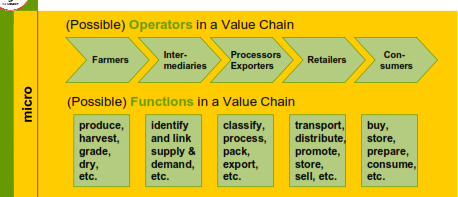 (Possible) Operators in a Value Chain
Farmers
Inter-
mediaries
Processors
Exporters
Retailers
Con-
sumers
micro
(Possible) Functions in a Value Chain
produce,
harvest,
grade,
dry,
etc.
identify
and link
supply &
demand,
etc.
classify,
process,
pack,
export,
etc.
transport,
distribute,
promote,
store,
sell, etc.
buy,
store,
prepare,
consume,
etc.